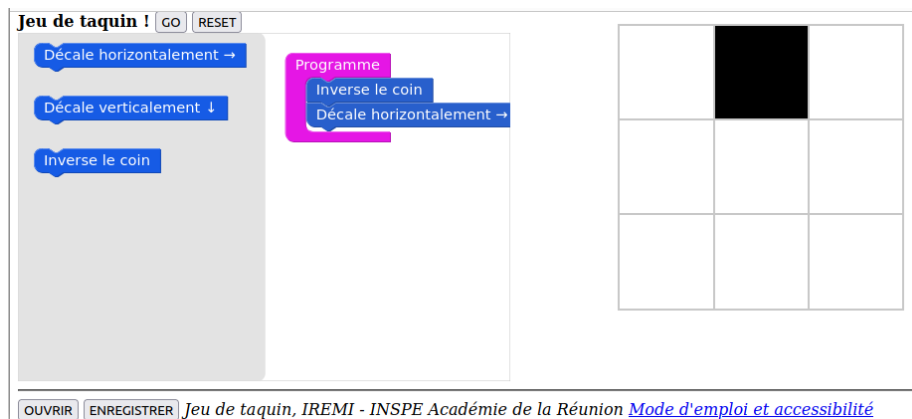 Jeu de taquin ! GO RESET
Décale horizontalement →
Décale verticalement ↓
Inverse le coin
Programme
Inverse le coin
Décale horizontalement →
OUVRIR ENREGISTRER Jeu de taquin, IREMI - INSPE Académie de la Réunion Mode d'emploi et accessibilité